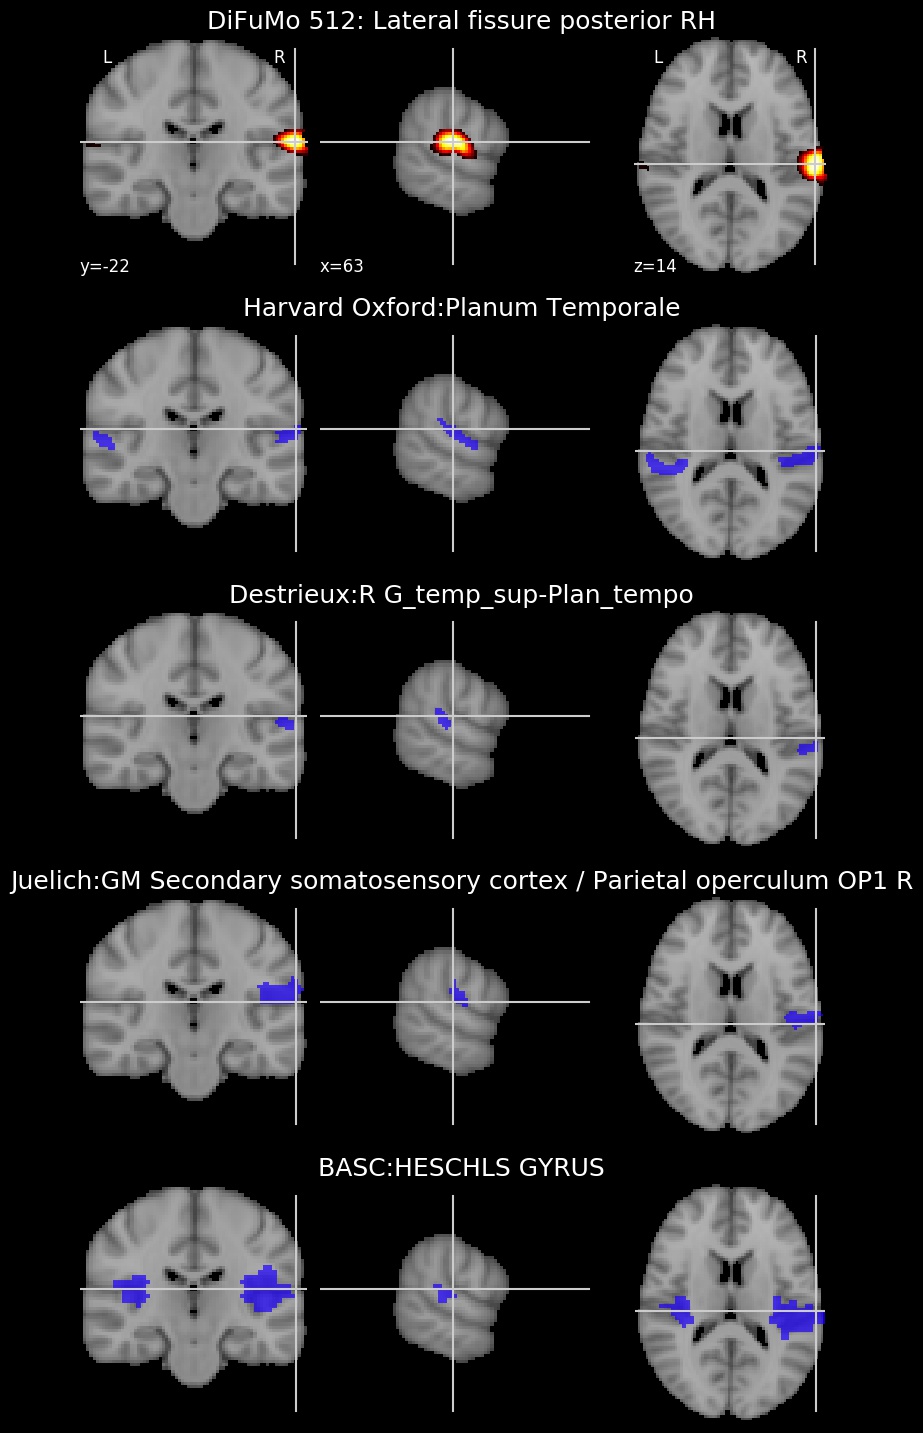 DiFuMo 512: Lateral fissure posterior RH
L R L R
y=-22 x=63 z=14
Harvard Oxford:Planum Temporale
Destrieux:R G_temp_sup-Plan_tempo
Juelich:GM Secondary somatosensory cortex / Parietal operculum OP1 R
BASC:HESCHLS GYRUS